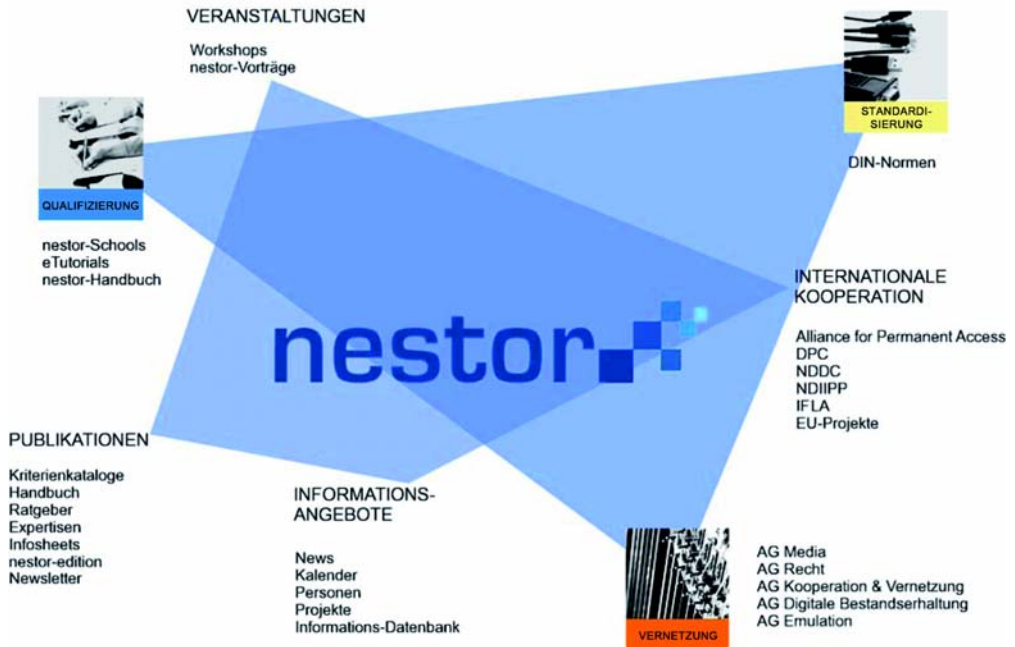 VERANSTALTUNGEN
Workshops
nestor-Vorträge
STANDARDI-
SIERUNG
DIN-Normen
QUALIFIZIERUNG
nestor-Schools
eTutorials
nestor-Handbuch
INTERNATIONALE
KOOPERATION
Alliance for Permanent Access
DPC
NDDC
NDIIPP
IFLA
EU-Projekte
nestor
PUBLIKATIONEN
Kriterienkataloge
Handbuch
Ratgeber
Expertisen
Infosheets
nestor-edition
Newsletter
INFORMATIONS-
ANGEBOTE
News
Kalender
Personen
Projekte
Informations-Datenbank
VERNETZUNG
AG Media
AG Recht
AG Kooperation & Vernetzung
AG Digitale Bestandserhaltung
AG Emulation